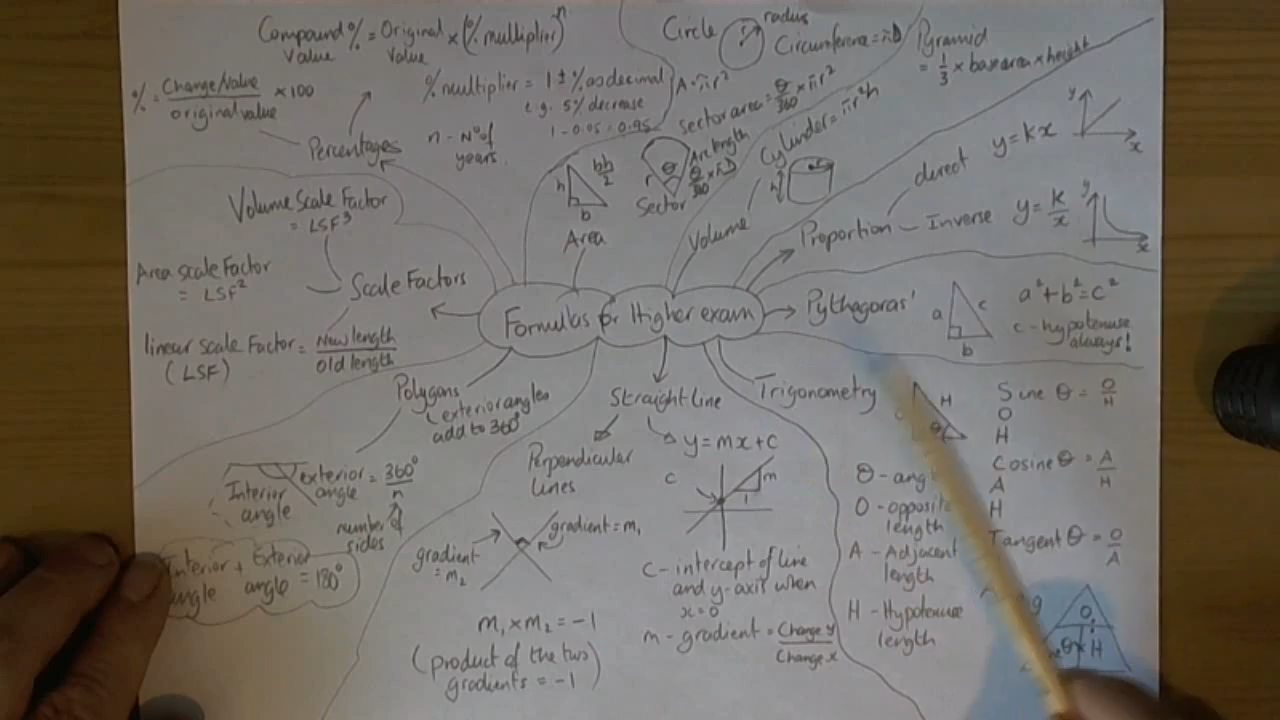 Compound % = Original × (% multiplier)ⁿ
Value Value
% multiplier = 1 ± % as decimal
e.g. 5% decrease
1 - 0.05 = 0.95
n - Nº of
years.
% = Change Value × 100
original value
Percentages
Circle
radius
r
Circumference = πD
A = πr²
Sector area = θ/360 × πr²
Arc length
θ/360 × πD
θ
r
Sector
h
bh/2
b
Area
Pyramid
= 1/3 × base area × height
Cylinder = πr²h
h
Volume
Proportion - Inverse
direct
y = kx
y
x
y = k/x
y
x
Volume Scale Factor
= LSF³
Area scale Factor
= LSF²
Scale Factors
linear scale Factor = New length
(LSF) Old length
Formulas for Higher exam
Pythagoras'
a
c
b
a² + b² = c²
c - hypotenuse
always!
Polygons
exterior angles
add to 360°
exterior = 360°
angle n
Interior
angle
number of
sides
Interior + Exterior
angle angle = 180°
Straight line
Perpendicular
lines
gradient = m₁
gradient
= m₂
m₁ × m₂ = -1
(product of the two
gradients = -1)
y = mx + c
c
m
1
C - intercept of line
and y-axis when
x = 0
m - gradient = Change y
Change x
Trigonometry
H
θ
Sine θ = O/H
O
H
Cosine θ = A/H
A
H
Tangent θ = O/A
O - opposite
length
A - Adjacent
length
H - Hypotenuse
length
O
θ H